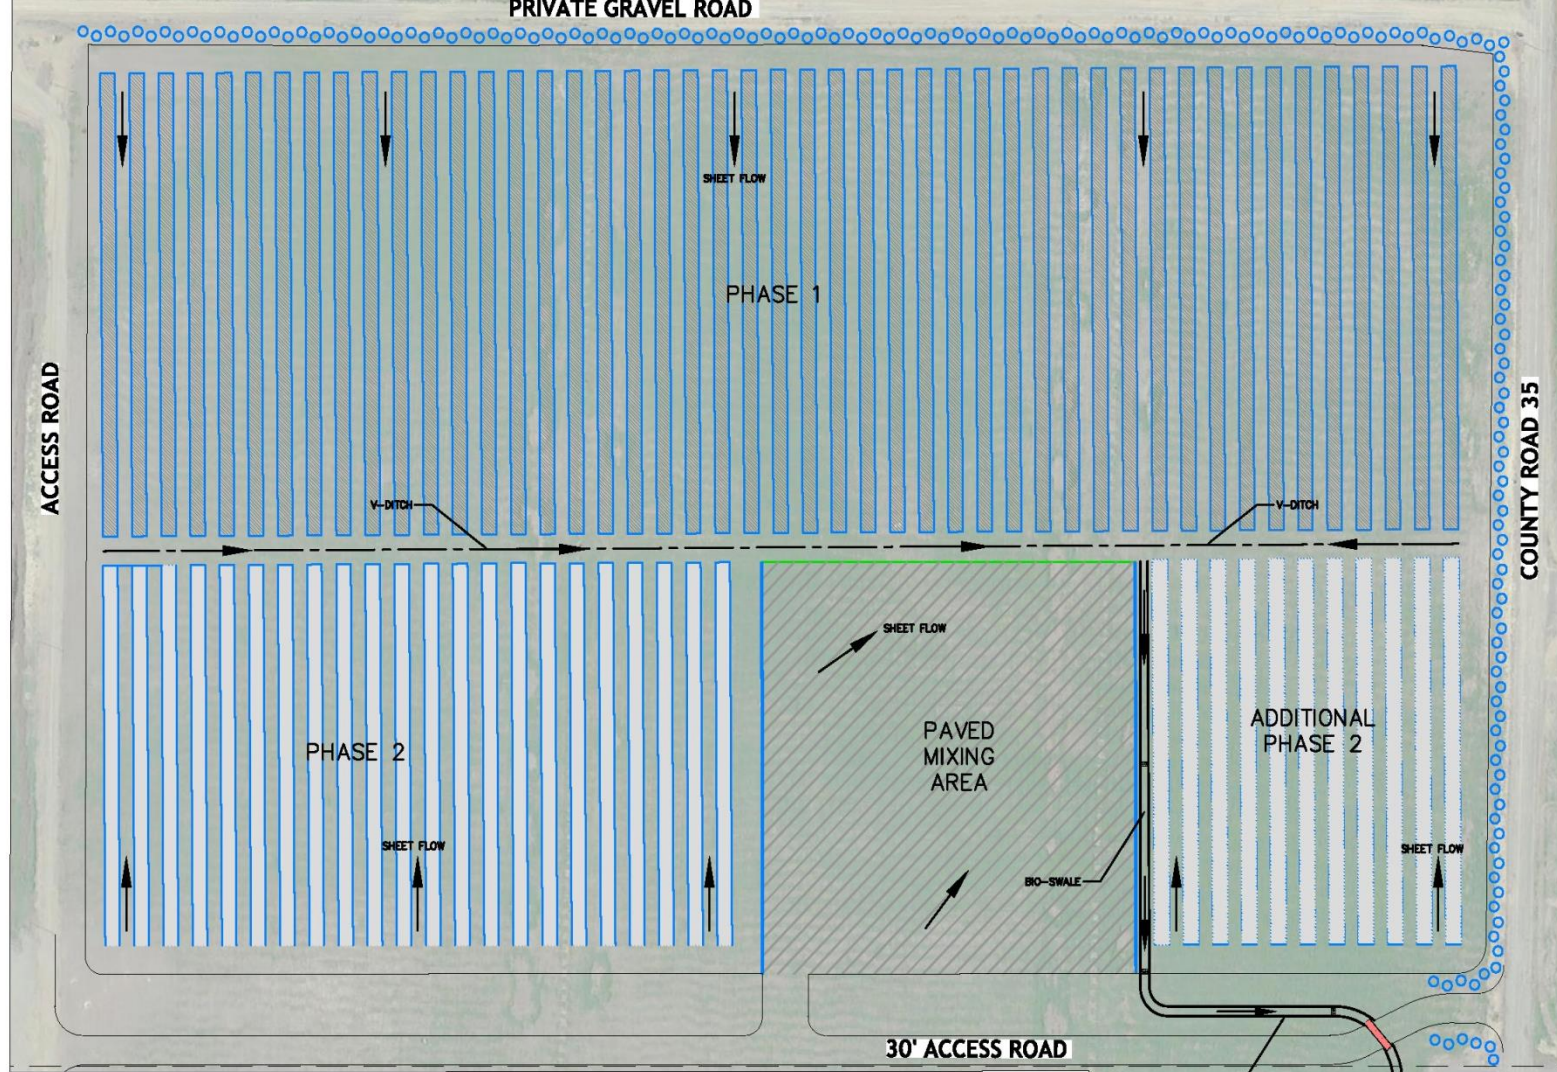 PRIVATE GRAVEL ROAD
SHEET FLOW
PHASE 1
ACCESS ROAD
COUNTY ROAD 35
V-DITCH
V-DITCH
SHEET FLOW
PAVED
MIXING
AREA
ADDITIONAL
PHASE 2
PHASE 2
SHEET FLOW
SHEET FLOW
BIO-SWALE
30' ACCESS ROAD